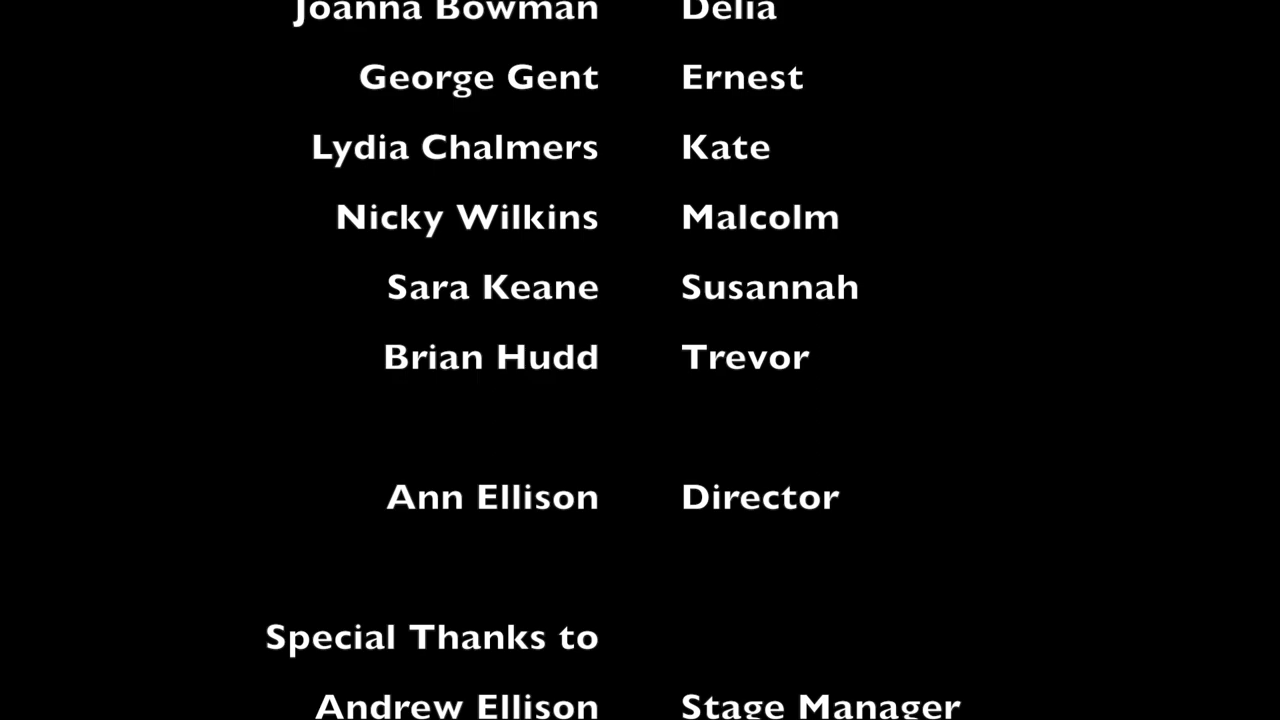 Joanna Bowman Delia
George Gent Ernest
Lydia Chalmers Kate
Nicky Wilkins Malcolm
Sara Keane Susannah
Brian Hudd Trevor
Ann Ellison Director
Special Thanks to
Andrew Ellison Stage Manager